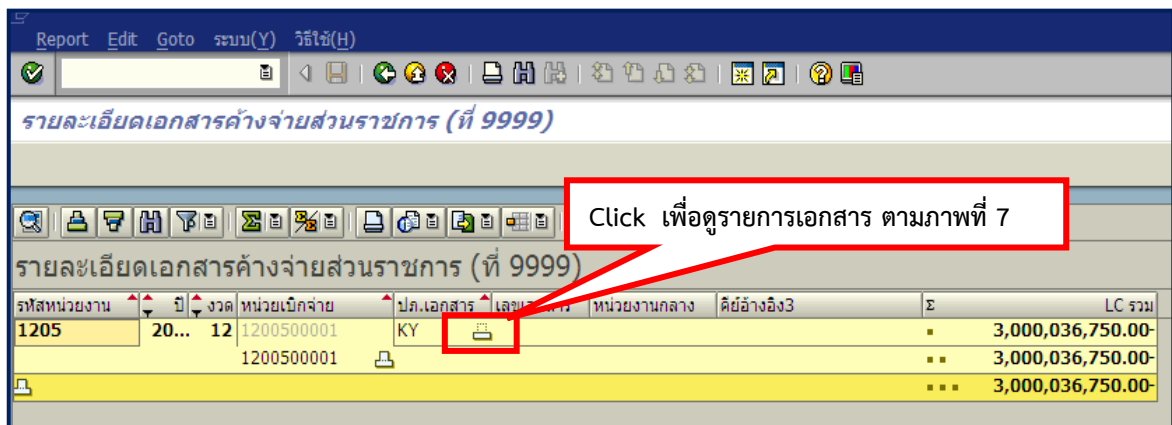 Report Edit Goto ระบบ(Y) วิธีใช้(H)
รายละเอียดเอกสารค้างจ่ายส่วนราชการ (ที่ 9999)
Click เพื่อดูรายการเอกสาร ตามภาพที่ 7
รายละเอียดเอกสารค้างจ่ายส่วนราชการ (ที่ 9999)
รหัสหน่วยงาน ปี งวด หน่วยเบิกจ่าย ปภ.เอกสาร หน่วยงานกลาง คีย์อ้างอิง3 Σ LC รวม
1205 20... 12 1200500001 KY 3,000,036,750.00-
1200500001 3,000,036,750.00-
3,000,036,750.00-